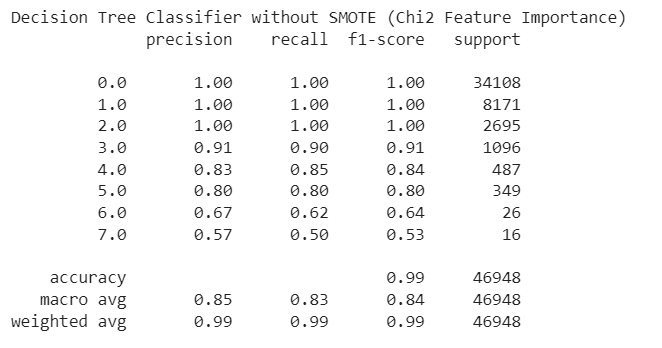 Decision Tree Classifier without SMOTE (Chi2 Feature Importance)
precision recall f1-score support
0.0 1.00 1.00 1.00 34108
1.0 1.00 1.00 1.00 8171
2.0 1.00 1.00 1.00 2695
3.0 0.91 0.90 0.91 1096
4.0 0.83 0.85 0.84 487
5.0 0.80 0.80 0.80 349
6.0 0.67 0.62 0.64 26
7.0 0.57 0.50 0.53 16
accuracy 0.99 46948
macro avg 0.85 0.83 0.84 46948
weighted avg 0.99 0.99 0.99 46948